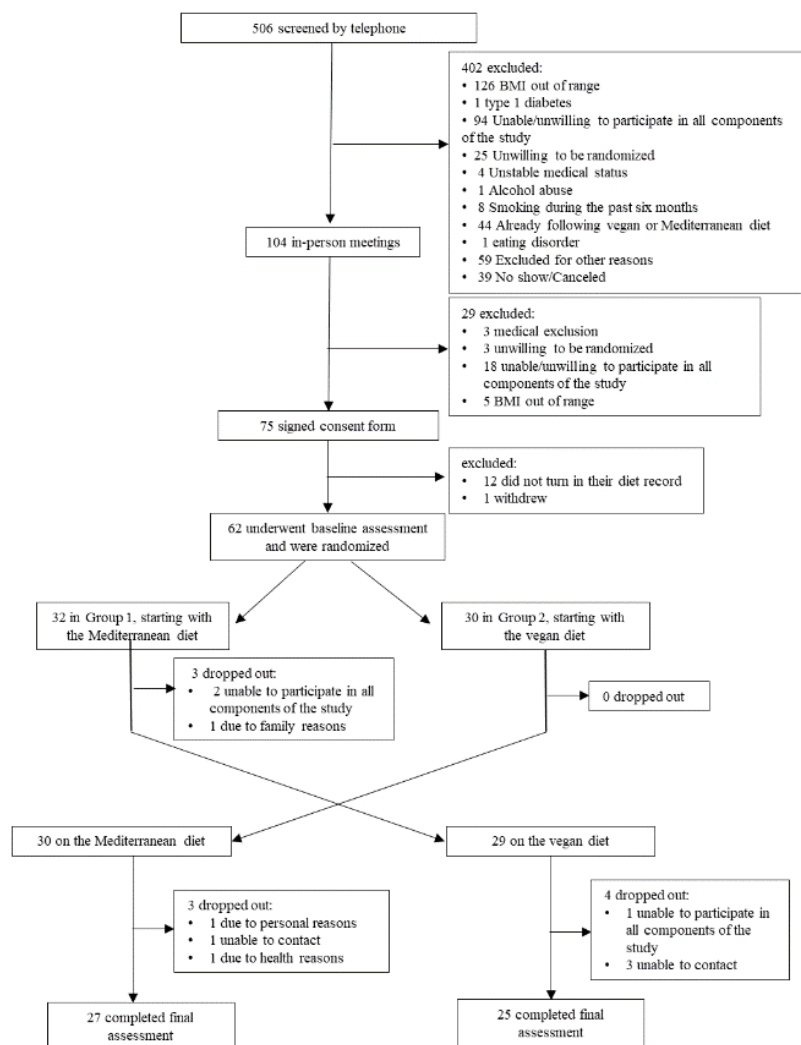 506 screened by telephone
402 excluded:
• 126 BMI out of range
• 1 type 1 diabetes
• 94 Unable/unwilling to participate in all components
of the study
• 25 Unwilling to be randomized
• 4 Unstable medical status
• 1 Alcohol abuse
• 8 Smoking during the past six months
• 44 Already following vegan or Mediterranean diet
• 1 eating disorder
• 59 Excluded for other reasons
• 39 No show/Canceled
104 in-person meetings
29 excluded:
• 3 medical exclusion
• 3 unwilling to be randomized
• 18 unable/unwilling to participate in all
components of the study
• 5 BMI out of range
75 signed consent form
excluded:
• 12 did not turn in their diet record
• 1 withdrew
62 underwent baseline assessment
and were randomized
32 in Group 1, starting with
the Mediterranean diet
30 in Group 2, starting with
the vegan diet
3 dropped out:
• 2 unable to participate in all
components of the study
• 1 due to family reasons
0 dropped out
30 on the Mediterranean diet
29 on the vegan diet
3 dropped out:
• 1 due to personal reasons
• 1 unable to contact
• 1 due to health reasons
4 dropped out:
• 1 unable to participate in
all components of the
study
• 3 unable to contact
27 completed final
assessment
25 completed final
assessment